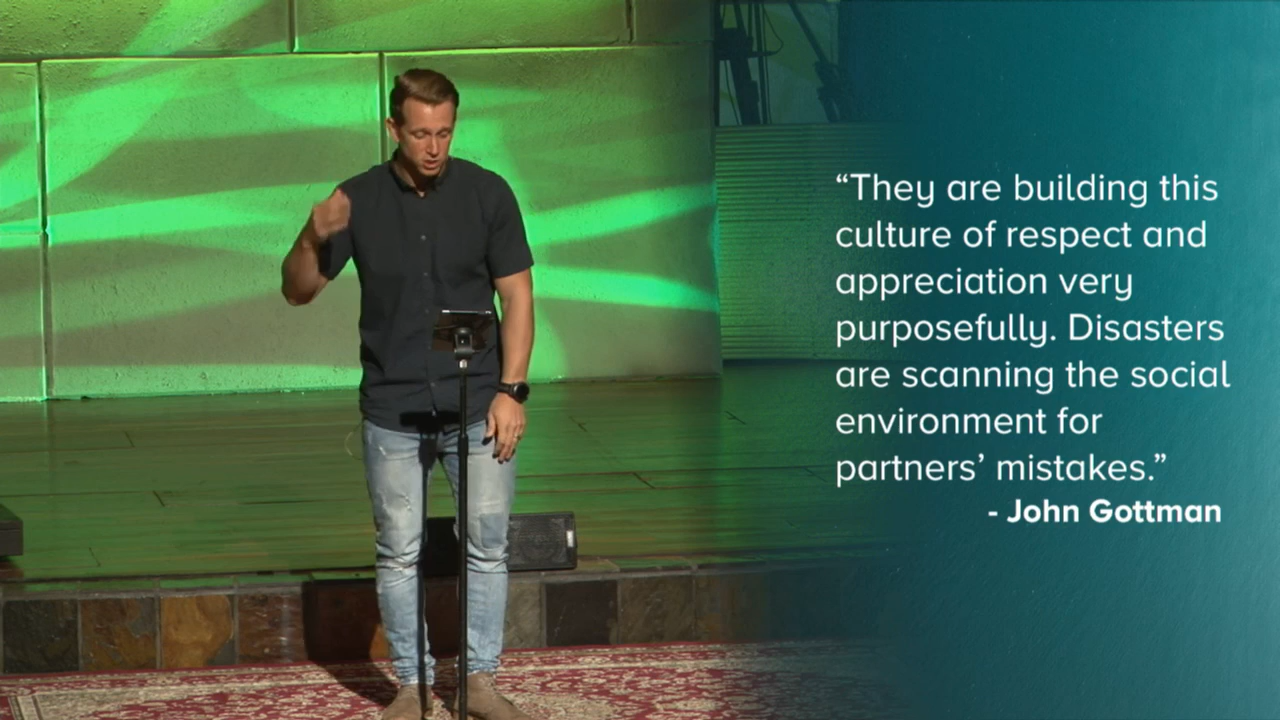 “They are building this
culture of respect and
appreciation very
purposefully. Disasters
are scanning the social
environment for
partners’ mistakes.”
- John Gottman